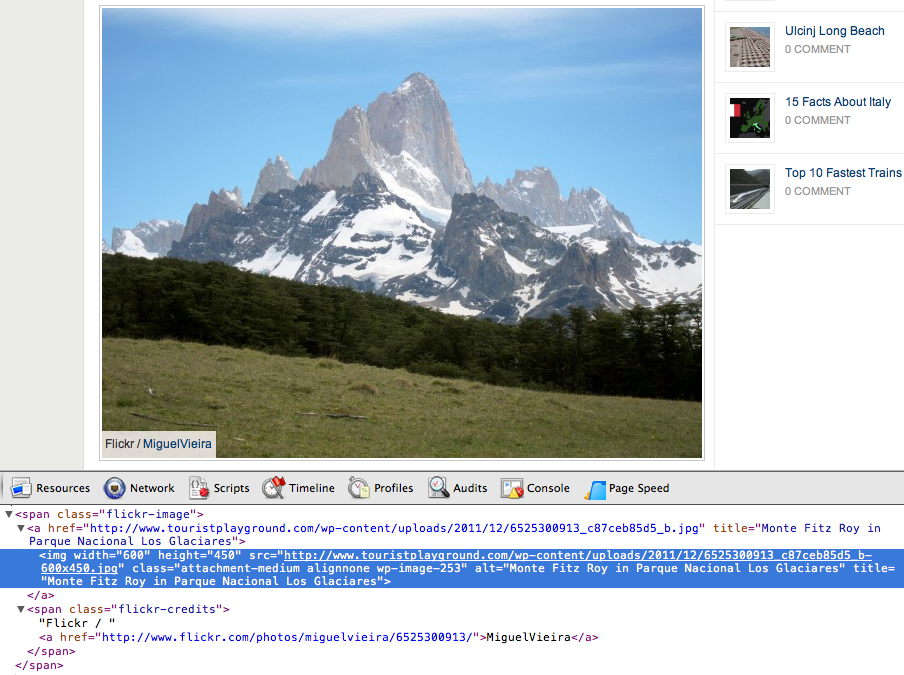 Ulcinj Long Beach
0 COMMENT
15 Facts About Italy
0 COMMENT
Top 10 Fastest Trains
0 COMMENT
Flickr / MiguelVieira
Resources Network Scripts Timeline Profiles Audits Console Page Speed
▼<span class="flickr-image">
▼<a href="http://www.touristplayground.com/wp-content/uploads/2011/12/6525300913_c87ceb85d5_b.jpg" title="Monte Fitz Roy in
Parque Nacional Los Glaciares">
<img width="600" height="450" src="http://www.touristplayground.com/wp-content/uploads/2011/12/6525300913_c87ceb85d5_b-
600x450.jpg" class="attachment-medium alignnone wp-image-253" alt="Monte Fitz Roy in Parque Nacional Los Glaciares" title=
"Monte Fitz Roy in Parque Nacional Los Glaciares">
</a>
▼<span class="flickr-credits">
"Flickr / "
<a href="http://www.flickr.com/photos/miguelvieira/6525300913/">MiguelVieira</a>
</span>
</span>